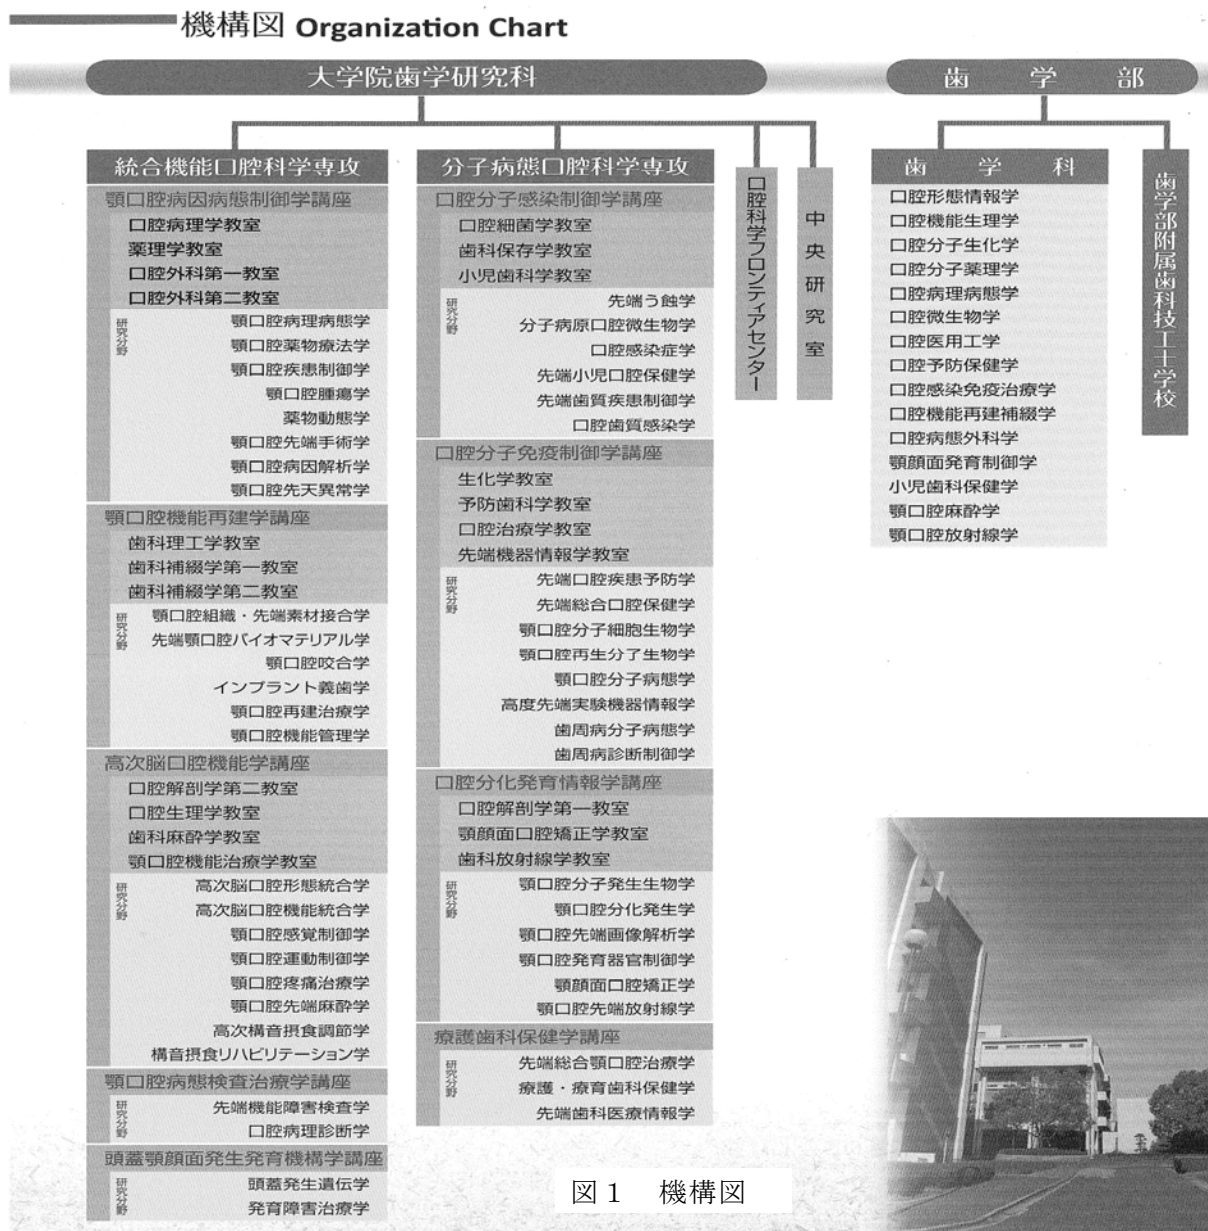 機構図 Organization Chart
大学院歯学研究科
統合機能口腔科学専攻
顎口腔病因病態制御学講座
口腔病理学教室
薬理学教室
口腔外科第一教室
口腔外科第二教室
研究分野
顎口腔病理病態学
顎口腔薬物療法学
顎口腔疾患制御学
顎口腔腫瘍学
薬物動態学
顎口腔先端手術学
顎口腔病因解析学
顎口腔先天異常学
顎口腔機能再建学講座
歯科理工学教室
歯科補綴学第一教室
歯科補綴学第二教室
研究分野
顎口腔組織・先端素材接合学
先端顎口腔バイオマテリアル学
顎口腔咬合学
インプラント義歯学
顎口腔再建治療学
顎口腔機能管理学
高次脳口腔機能学講座
口腔解剖学第二教室
口腔生理学教室
歯科麻酔学教室
顎口腔機能治療学教室
研究分野
高次脳口腔形態統合学
高次脳口腔機能統合学
顎口腔感覚制御学
顎口腔運動制御学
顎口腔疼痛治療学
顎口腔先端麻酔学
高次構音摂食調節学
構音摂食リハビリテーション学
顎口腔病態検査治療学講座
研究分野
先端機能障害検査学
口腔病理診断学
頭蓋顎顔面発生発育機構学講座
研究分野
頭蓋発生遺伝学
発育障害治療学
分子病態口腔科学専攻
口腔分子感染制御学講座
口腔細菌学教室
歯科保存学教室
小児歯科学教室
研究分野
先端う蝕学
分子病原口腔微生物学
口腔感染症学
先端小児口腔保健学
先端歯質疾患制御学
口腔歯質感染学
口腔分子免疫制御学講座
生化学教室
予防歯科学教室
口腔治療学教室
先端機器情報学教室
研究分野
先端口腔疾患予防学
先端総合口腔保健学
顎口腔分子細胞生物学
顎口腔再生分子生物学
顎口腔分子病態学
高度先端実験機器情報学
歯周病分子病態学
歯周病診断制御学
口腔分化発育情報学講座
口腔解剖学第一教室
顎顔面口腔矯正学教室
歯科放射線学教室
研究分野
顎口腔分子発生生物学
顎口腔分化発生学
顎口腔先端画像解析学
顎口腔発育器官制御学
顎顔面口腔矯正学
顎口腔先端放射線学
療護歯科保健学講座
研究分野
先端総合顎口腔治療学
療護・療育歯科保健学
先端歯科医療情報学
口腔科学フロンティアセンター
中央研究室
歯学部
歯学科
口腔形態情報学
口腔機能生理学
口腔分子生化学
口腔分子薬理学
口腔病理病態学
口腔微生物学
口腔医用工学
口腔予防保健学
口腔感染免疫治療学
口腔機能再建補綴学
口腔病態外科学
顎顔面発育制御学
小児歯科保健学
顎口腔麻酔学
顎口腔放射線学
歯学部附属歯科技工士学校
図1 機構図